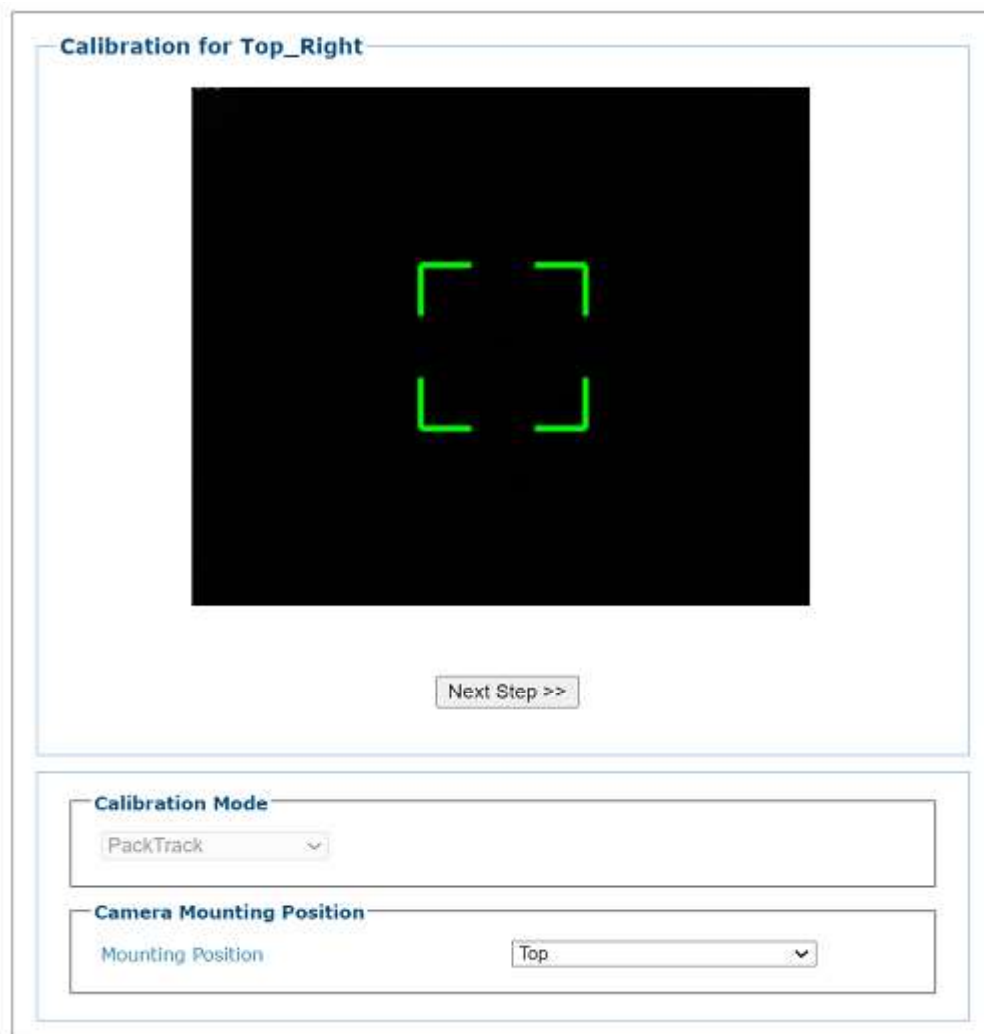 Calibration for Top_Right
Next Step >>
Calibration Mode
PackTrack
Camera Mounting Position
Mounting Position
Top